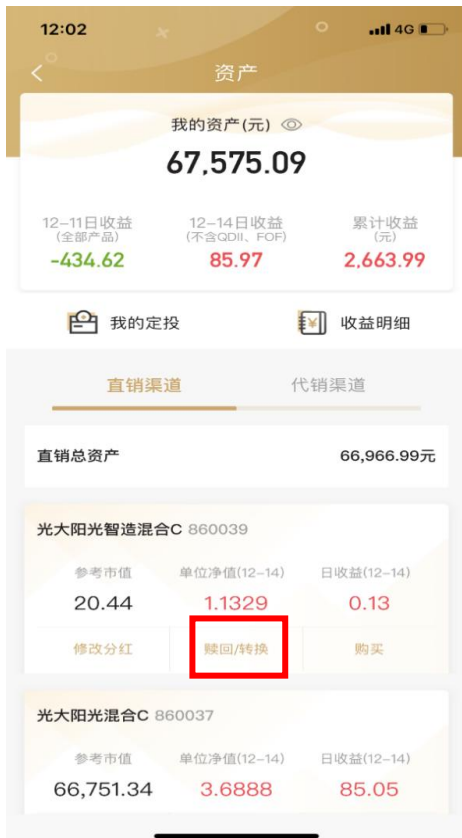 12:02
4G
资产
我的资产(元)
67,575.09
12-11日收益 12-14日收益 累计收益
(全部产品) (不含QDII、FOF) (元)
-434.62 85.97 2,663.99
我的定投 收益明细
直销渠道 代销渠道
直销总资产 66,966.99元
光大阳光智造混合C 860039
参考市值 单位净值(12-14) 日收益(12-14)
20.44 1.1329 0.13
修改分红 赎回/转换 购买
光大阳光混合C 860037
参考市值 单位净值(12-14) 日收益(12-14)
66,751.34 3.6888 85.05